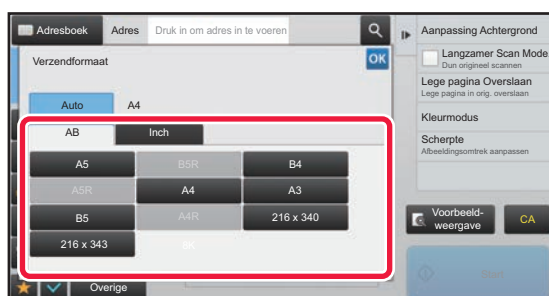 Adresboek
Adres
Druk in om adres in te voeren
Verzendformaat
OK
Auto
A4
AB
Inch
A5
B5R
B4
A5R
A4
A3
B5
A4R
216 x 340
216 x 343
8K
Overige
Aanpassing Achtergrond
Langzamer Scan Mode
Dun origineel scannen
Lege pagina Overslaan
Lege pagina in orig. overslaan
Kleurmodus
Scherpte
Afbeeldingsomtrek aanpassen
Voorbeeld-
weergave
CA
Start